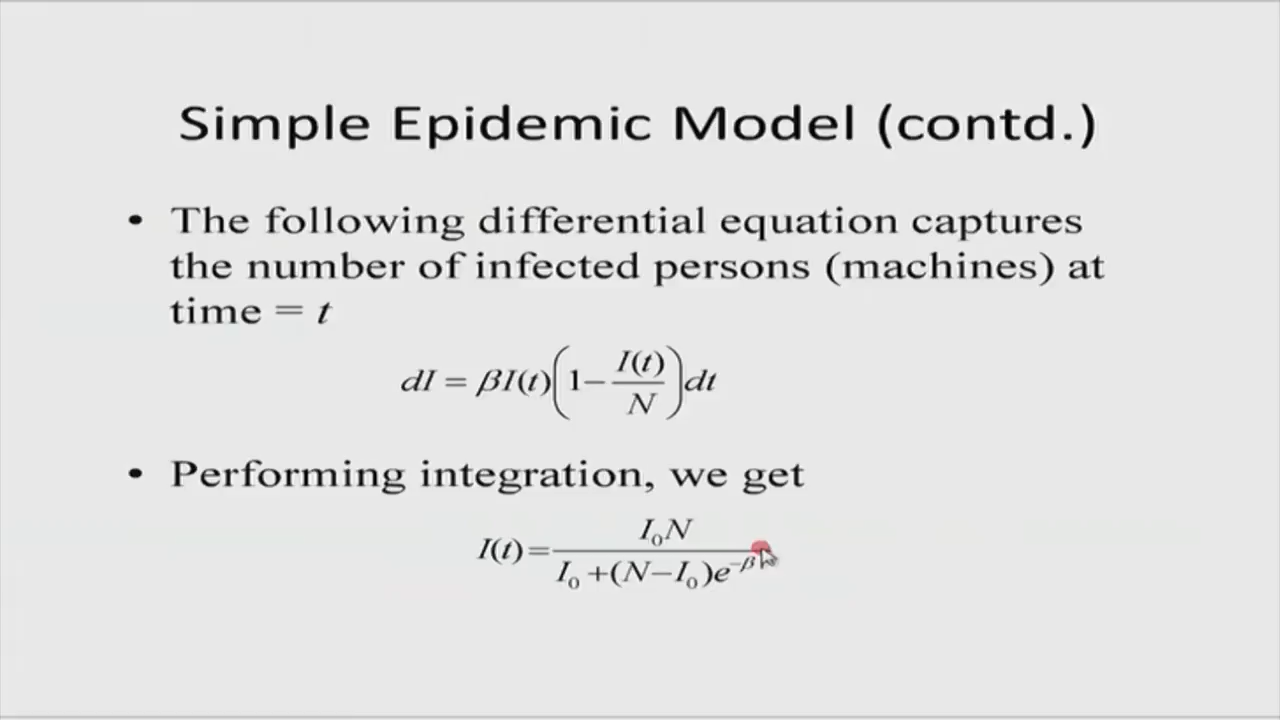 Simple Epidemic Model (contd.)
• The following differential equation captures
the number of infected persons (machines) at
time = t
dI = βI(t)(1 − I(t)/N)dt
• Performing integration, we get
I(t) = I₀N / (I₀ + (N − I₀)e^−β